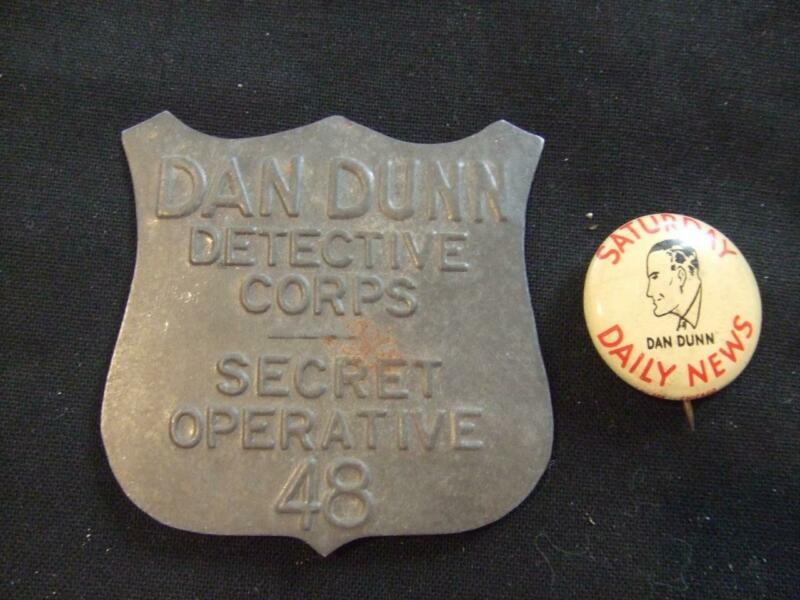 DAN DUNN
DETECTIVE
CORPS
SECRET
OPERATIVE
48
SATURDAY
DAN DUNN
DAILY NEWS